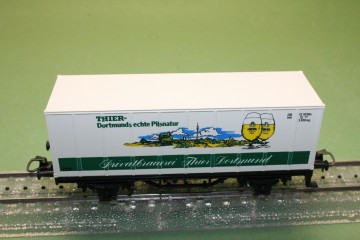 THIER-
Dortmunds echte Pilsnatur
Privatbrauerei Thier Dortmund